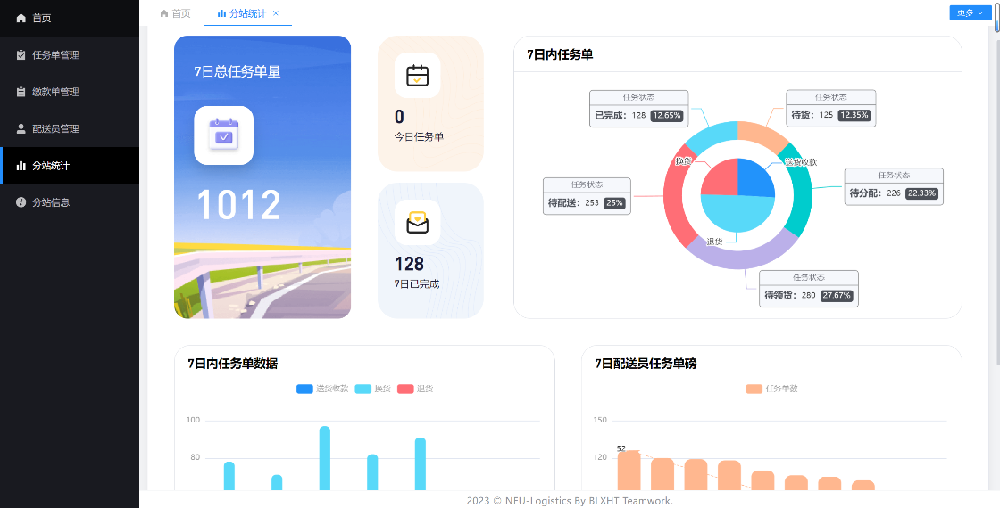 首页
任务单管理
缴款单管理
配送员管理
分站统计
分站信息
首页
分站统计 ×
更多
7日总任务单量
1012
0
今日任务单
128
7日已完成
7日内任务单
任务状态
已完成: 128 12.65%
任务状态
待货: 125 12.35%
任务状态
待分配: 226 22.33%
任务状态
待领货: 280 27.67%
任务状态
待配送: 253 25%
换货
送货收款
退货
7日内任务单数据
送货收款 换货 退货
100
80
7日配送员任务单磅
任务单数
150
120
52
2023 © NEU-Logistics By BLXHT Teamwork.